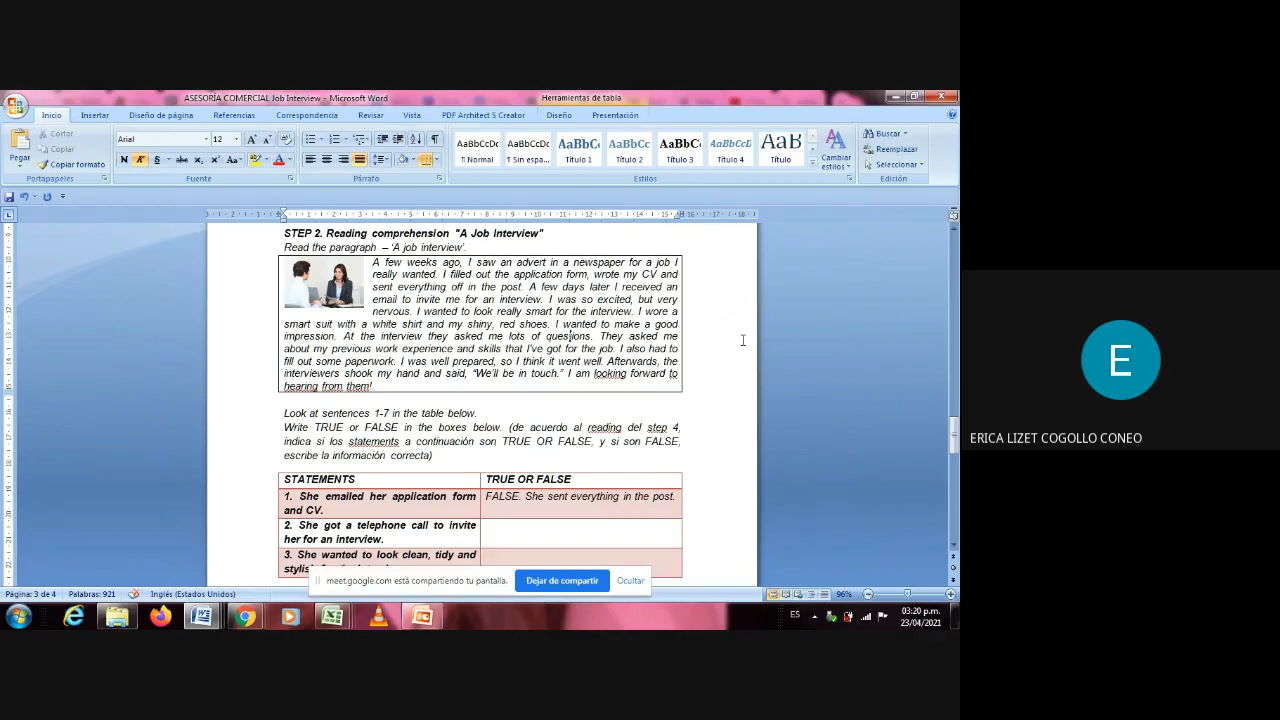 ASESORÍA COMERCIAL Job Interview - Microsoft Word
Herramientas de tabla
Inicio Insertar Diseño de página Referencias Correspondencia Revisar Vista PDF Architect 5 Creator Diseño Presentación
Pegar
Cortar
Copiar
Copiar formato
Portapapeles
Arial 12
Fuente
Párrafo
AaBbCcDc AaBbCcDc AaBbC AaBbCc AaBbCc AaBbCcD AaB
¶ Normal ¶ Sin espa... Título 1 Título 2 Título 3 Título 4 Título
Cambiar estilos
Estilos
Buscar
Reemplazar
Seleccionar
Edición
STEP 2. Reading comprehension "A Job Interview"
Read the paragraph – 'A job interview'.
A few weeks ago, I saw an advert in a newspaper for a job I
really wanted. I filled out the application form, wrote my CV and
sent everything off in the post. A few days later I received an
email to invite me for an interview. I was so excited, but very
nervous. I wanted to look really smart for the interview. I wore a
smart suit with a white shirt and my shiny, red shoes. I wanted to make a good
impression. At the interview they asked me lots of questions. They asked me
about my previous work experience and skills that I've got for the job. I also had to
fill out some paperwork. I was well prepared, so I think it went well. Afterwards, the
interviewers shook my hand and said, "We'll be in touch." I am looking forward to
hearing from them!
Look at sentences 1-7 in the table below.
Write TRUE or FALSE in the boxes below. (de acuerdo al reading del step 4,
indica si los statements a continuación son TRUE OR FALSE, y si son FALSE,
escribe la información correcta)
STATEMENTS TRUE OR FALSE
1. She emailed her application form
and CV.
FALSE. She sent everything in the post.
2. She got a telephone call to invite
her for an interview.
3. She wanted to look clean, tidy and
meet.google.com está compartiendo tu pantalla. Dejar de compartir Ocultar
Página: 3 de 4 Palabras: 921 Inglés (Estados Unidos) 96%
ES 03:20 p.m.
23/04/2021
E
ERICA LIZET COGOLLO CONEO